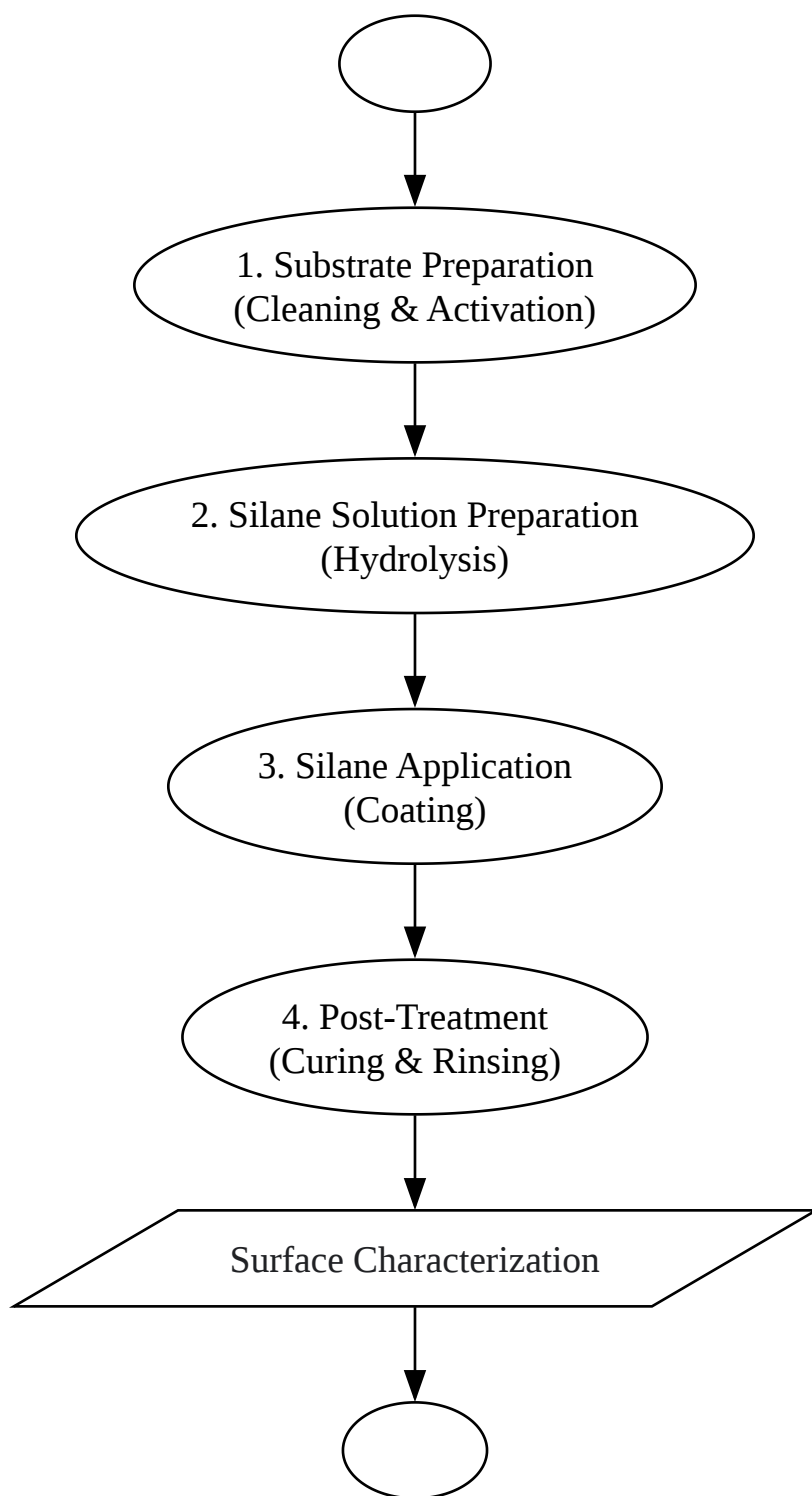 1. Substrate Preparation
(Cleaning & Activation)
2. Silane Solution Preparation
(Hydrolysis)
3. Silane Application
(Coating)
4. Post-Treatment
(Curing & Rinsing)
Surface Characterization